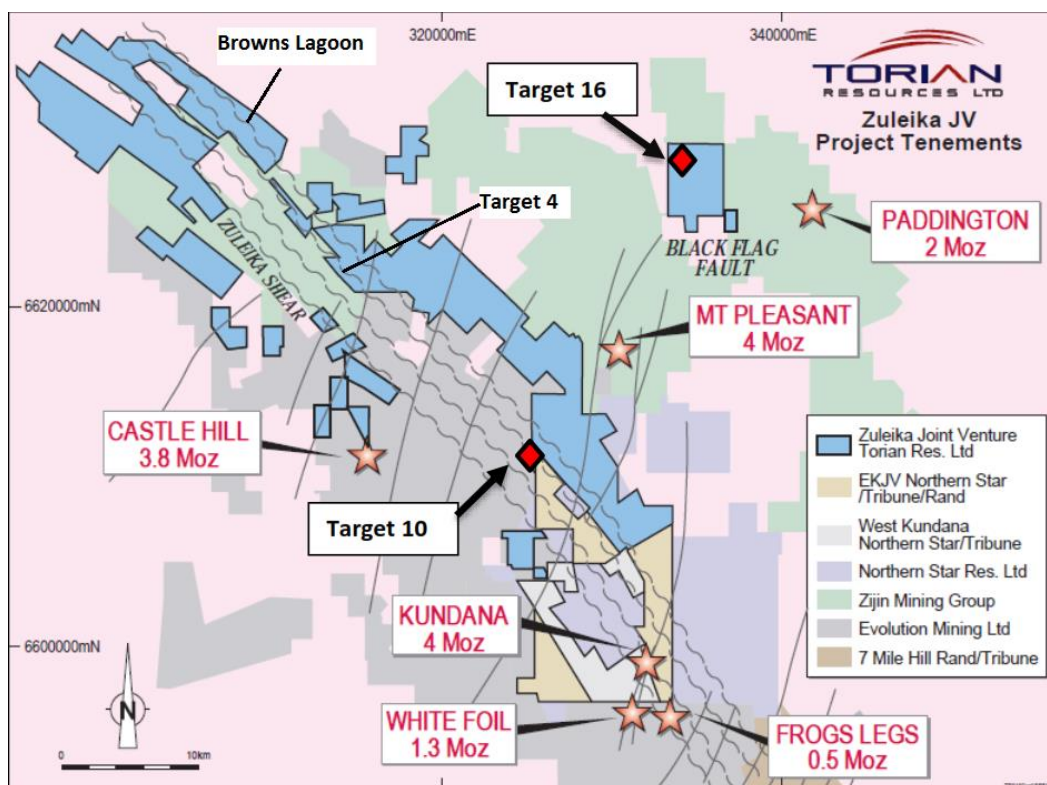 320000mE
340000mE
Browns Lagoon
TORIAN
RESOURCES LTD
Zuleika JV
Project Tenements
Target 16
Target 4
ZULEIKA SHEAR
BLACK FLAG
FAULT
PADDINGTON
2 Moz
6620000mN
MT PLEASANT
4 Moz
CASTLE HILL
3.8 Moz
Target 10
Zuleika Joint Venture
Torian Res. Ltd
EKJV Northern Star
/Tribune/Rand
West Kundana
Northern Star/Tribune
Northern Star Res. Ltd
Zijin Mining Group
Evolution Mining Ltd
7 Mile Hill Rand/Tribune
KUNDANA
4 Moz
6600000mN
N
WHITE FOIL
1.3 Moz
FROGS LEGS
0.5 Moz
0
10km